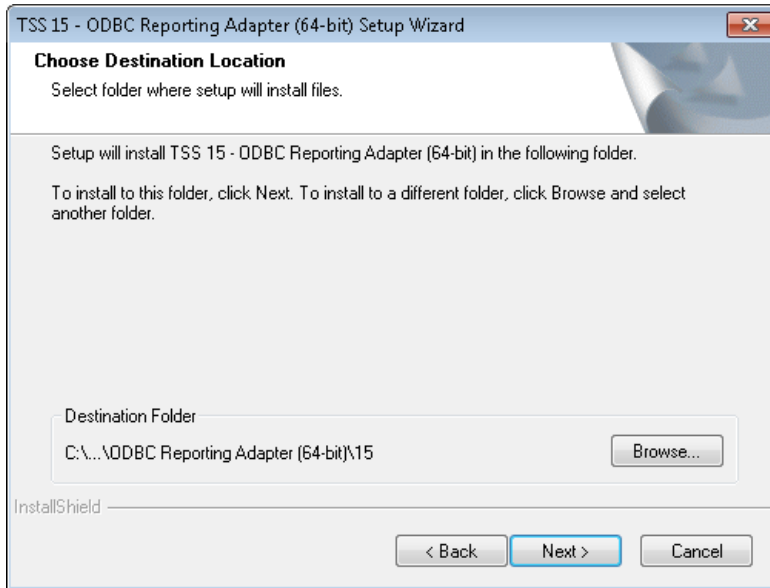 TSS 15 - ODBC Reporting Adapter (64-bit) Setup Wizard
Choose Destination Location
Select folder where setup will install files.
Setup will install TSS 15 - ODBC Reporting Adapter (64-bit) in the following folder.
To install to this folder, click Next. To install to a different folder, click Browse and select
another folder.
Destination Folder
C:\...\ODBC Reporting Adapter (64-bit)\15
Browse...
InstallShield
< Back
Next >
Cancel